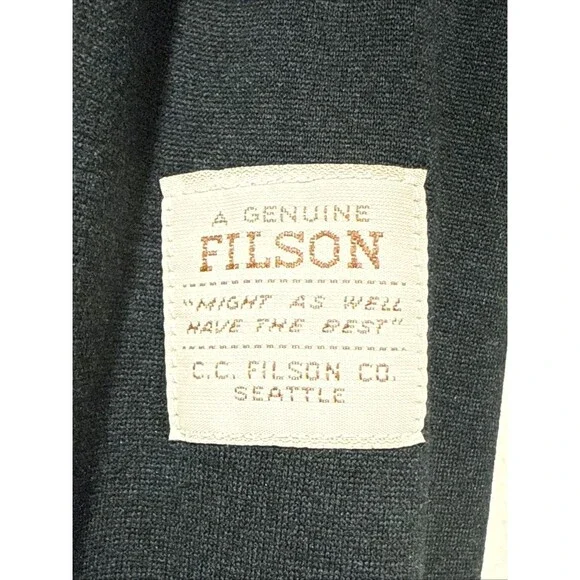 A GENUINE
FILSON
"MIGHT AS WELL
HAVE THE BEST"
C.C. FILSON CO.
SEATTLE